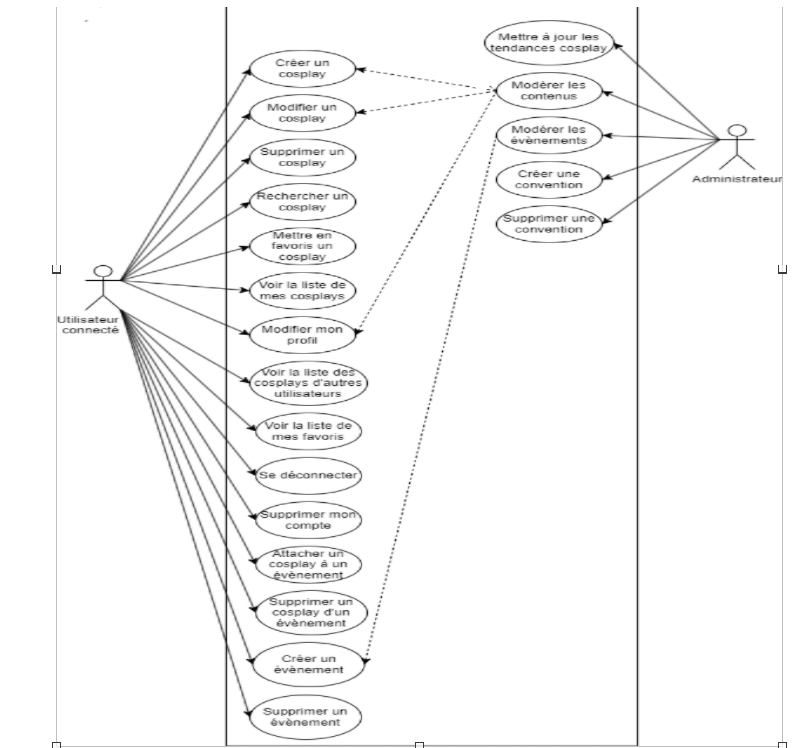 Mettre à jour les
tendances cosplay
Créer un
cosplay
Modérer les
contenus
Modifier un
cosplay
Modérer les
évènements
Supprimer un
cosplay
Créer une
convention
Administrateur
Rechercher un
cosplay
Supprimer une
convention
Mettre en
favoris un
cosplay
Voir la liste de
mes cosplays
Utilisateur
connecté
Modifier mon
profil
Voir la liste des
cosplays d'autres
utilisateurs
Voir la liste de
mes favoris
Se déconnecter
Supprimer mon
compte
Attacher un
cosplay à un
évènement
Supprimer un
cosplay d'un
évènement
Créer un
évènement
Supprimer un
évènement